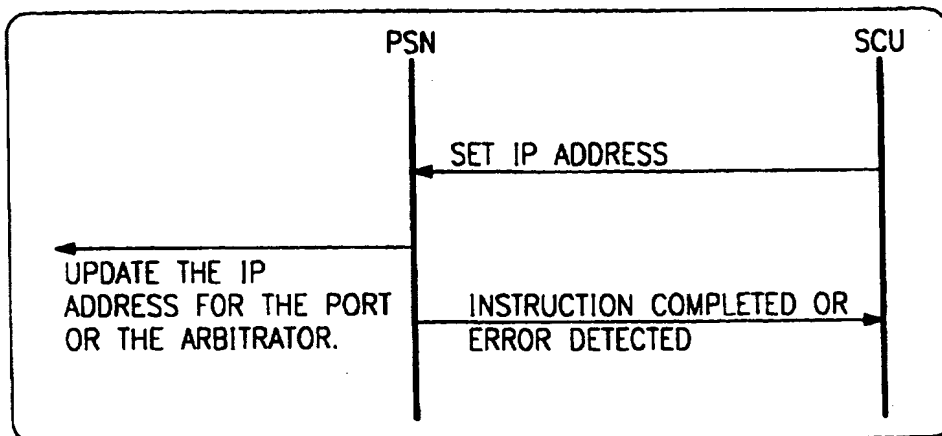 PSN
SCU
SET IP ADDRESS
UPDATE THE IP
ADDRESS FOR THE PORT
OR THE ARBITRATOR.
INSTRUCTION COMPLETED OR
ERROR DETECTED